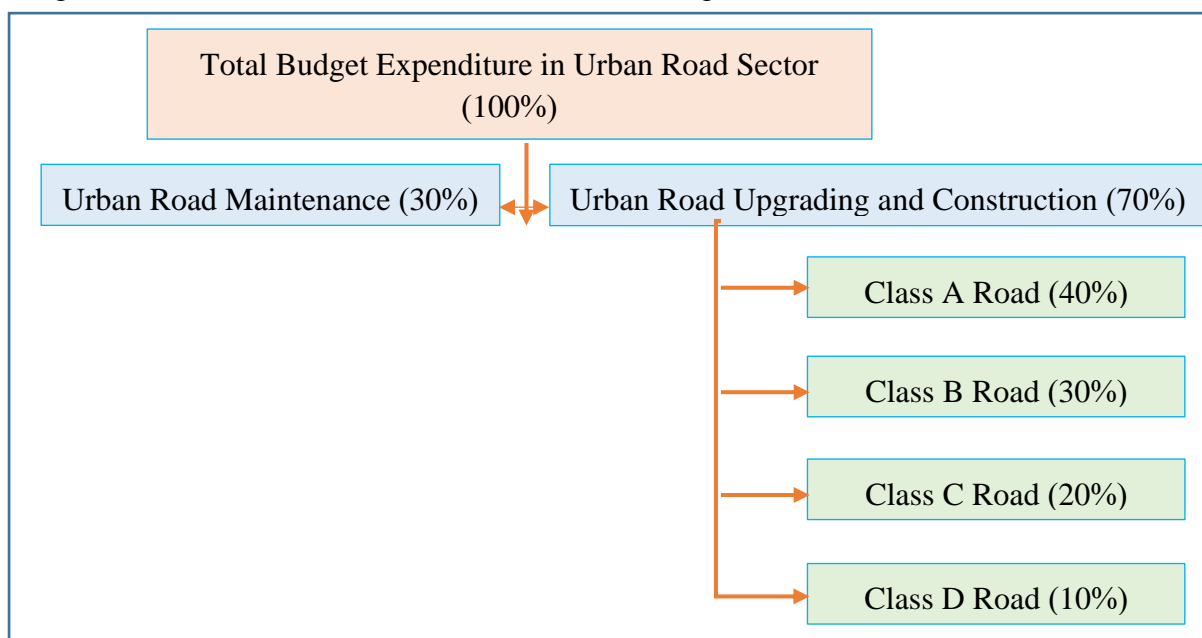 Total Budget Expenditure in Urban Road Sector
(100%)
Urban Road Maintenance (30%)
Urban Road Upgrading and Construction (70%)
Class A Road (40%)
Class B Road (30%)
Class C Road (20%)
Class D Road (10%)